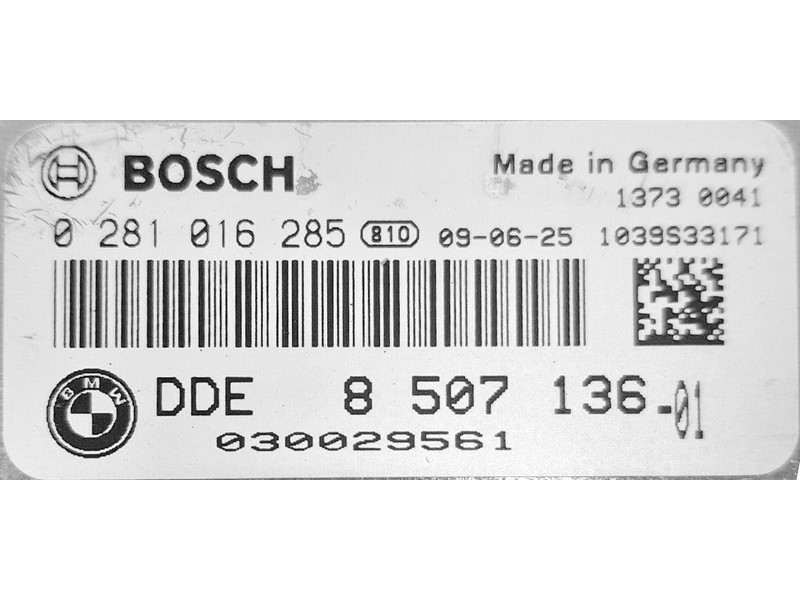 BOSCH
Made in Germany
1373 0041
0 281 016 285 810 09-06-25 1039S33171
BMW
DDE 8 507 136-01
030029561